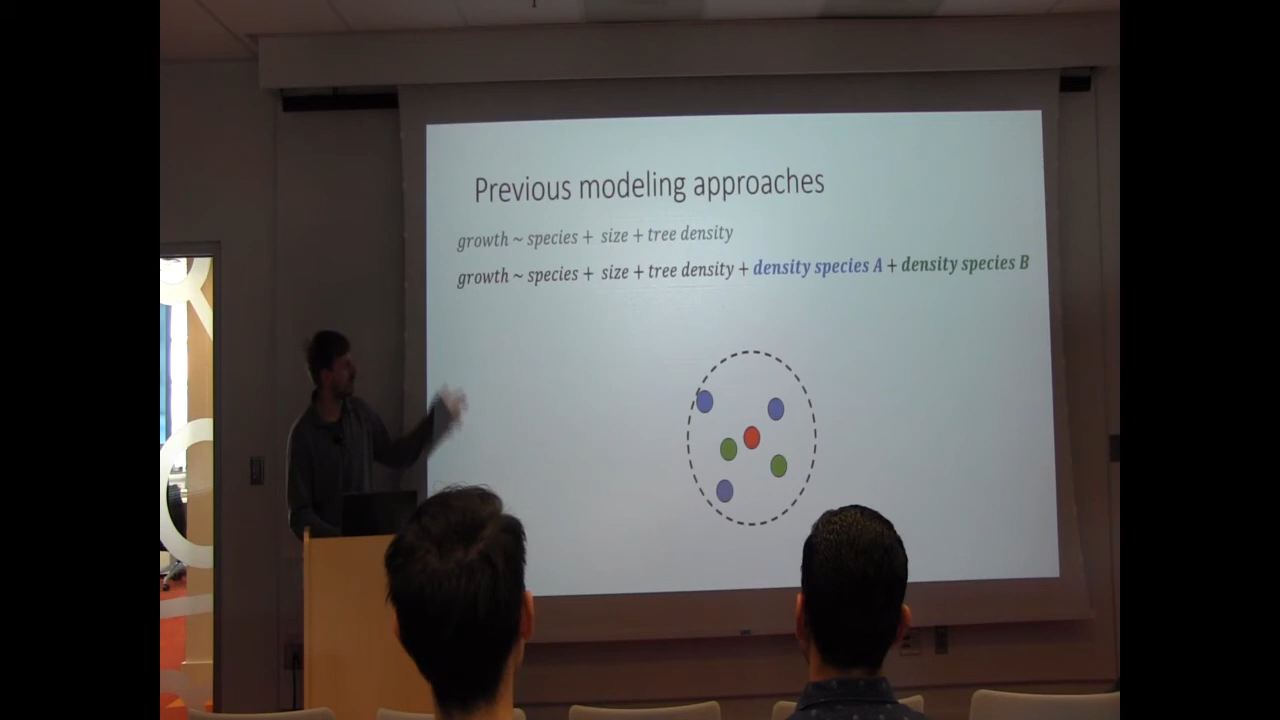 Previous modeling approaches
growth ~ species + size + tree density
growth ~ species + size + tree density + density species A + density species B